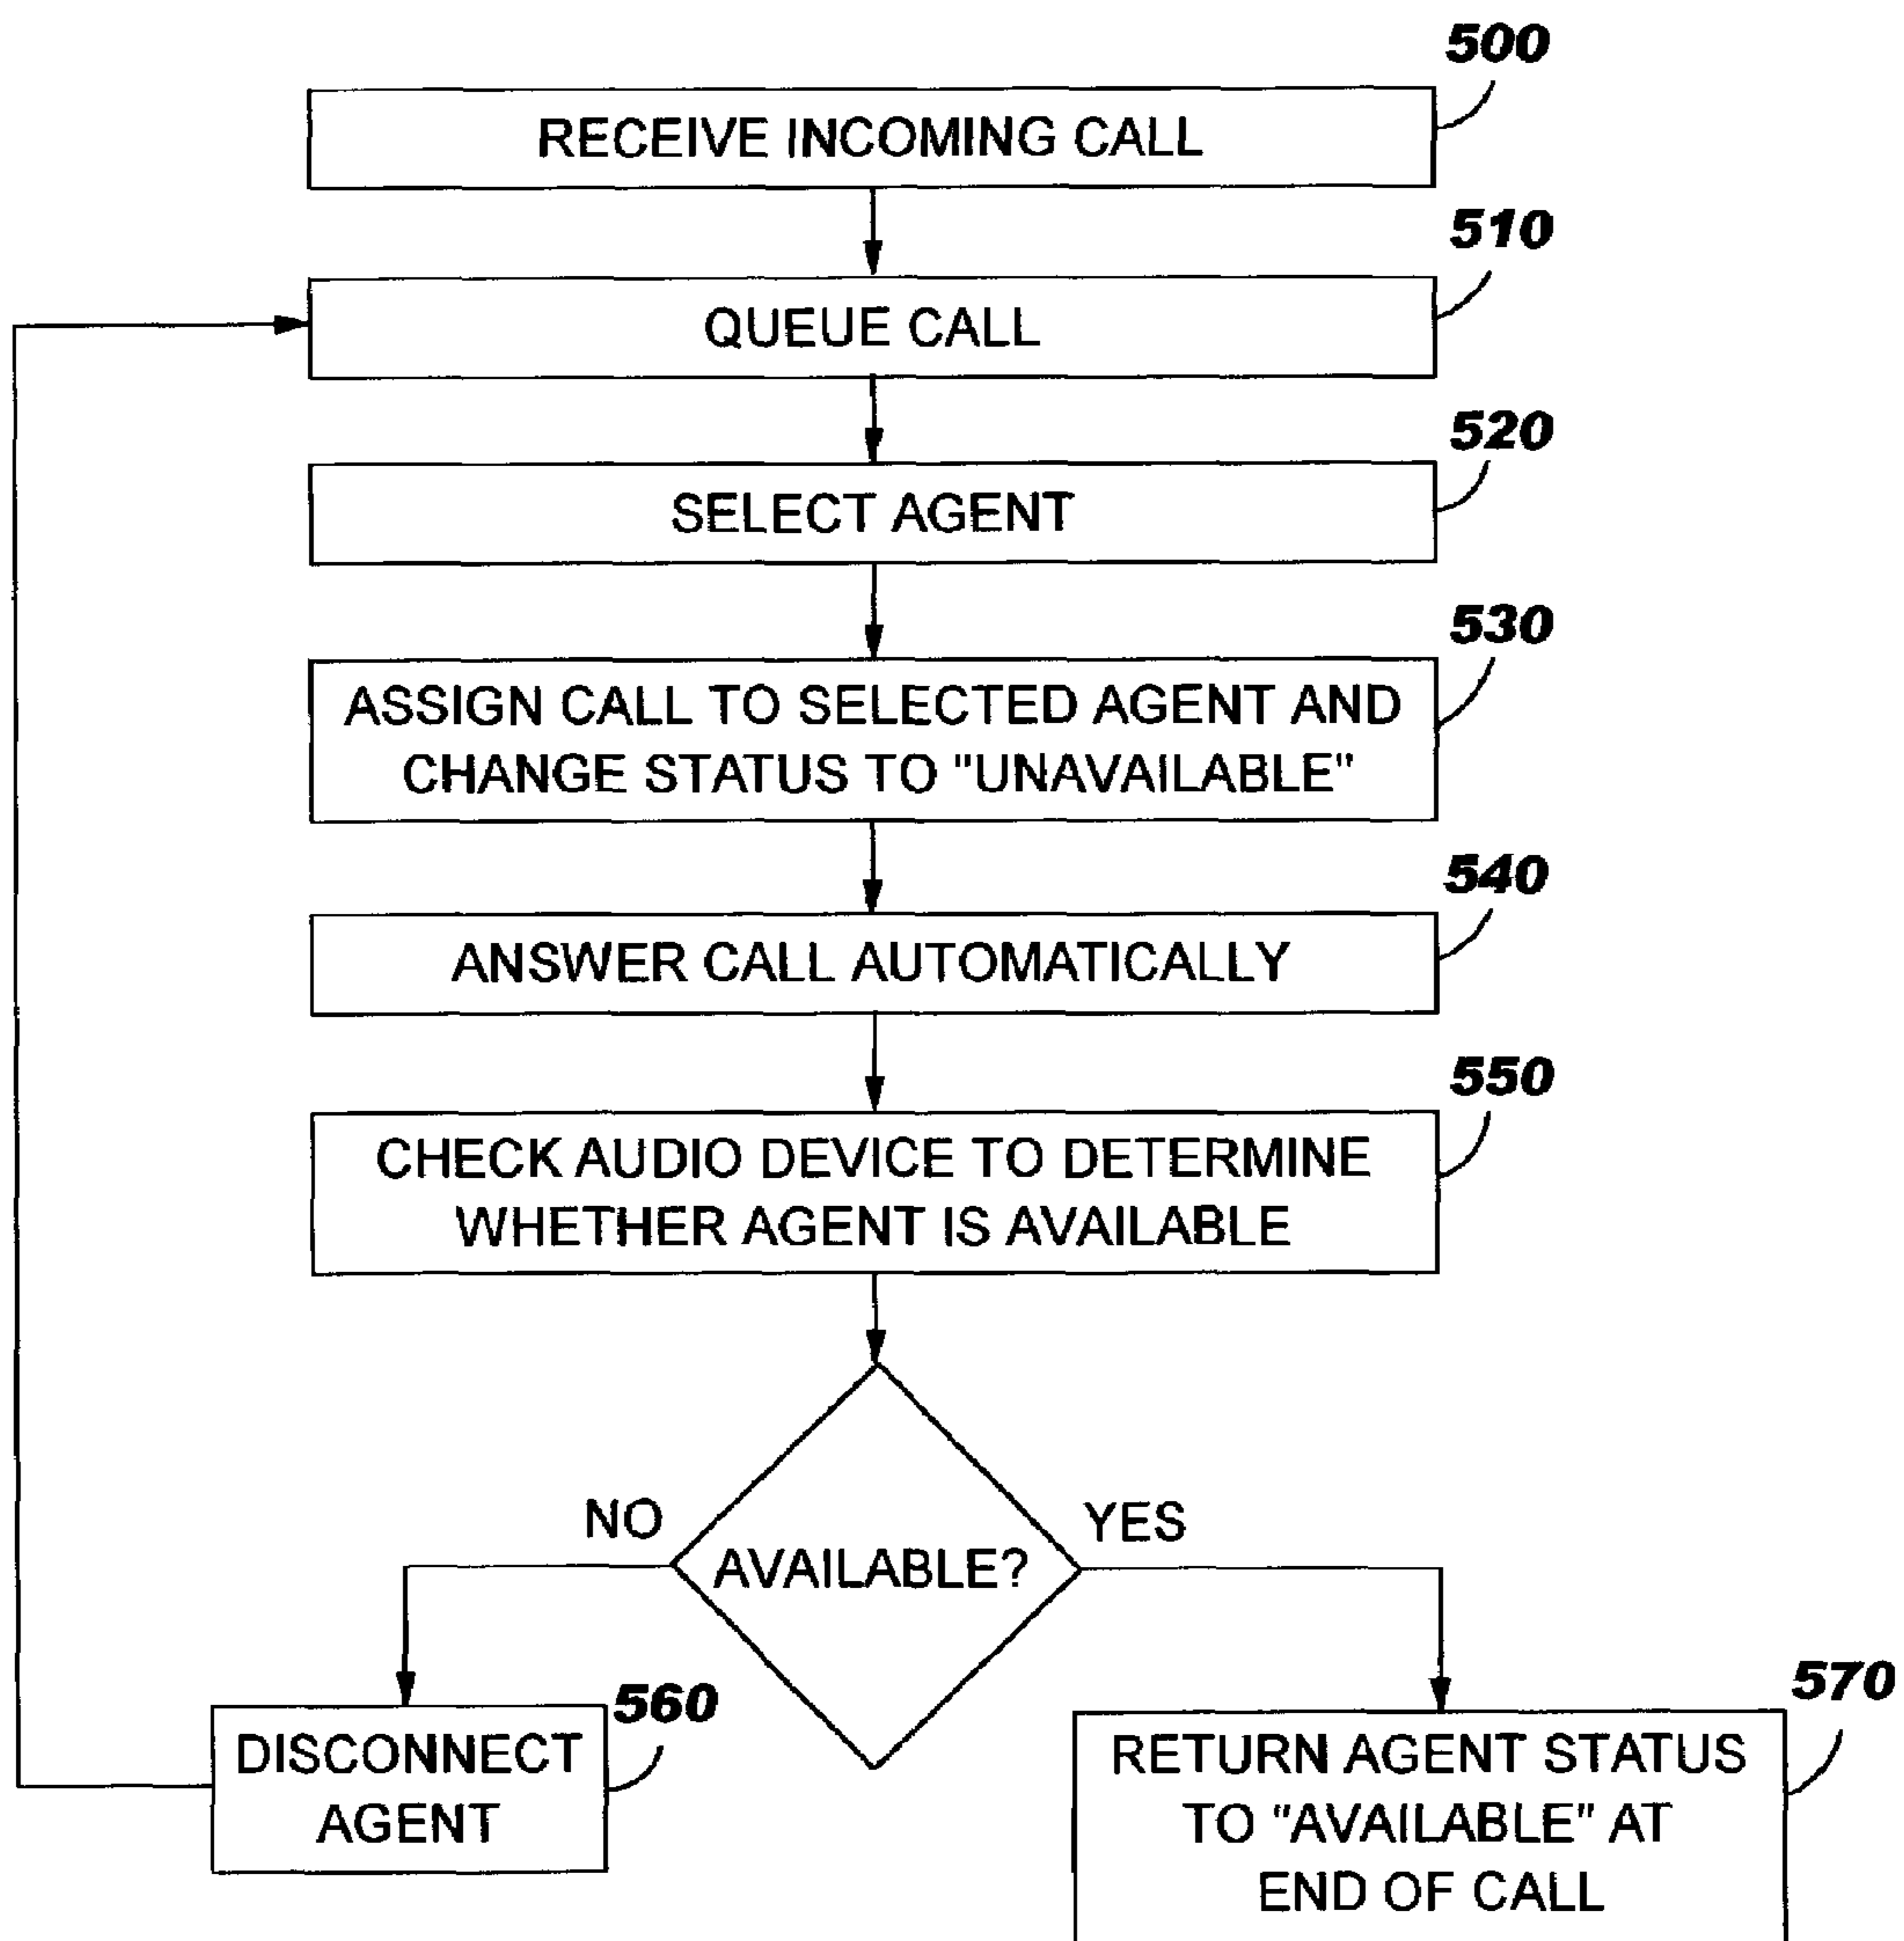 500
RECEIVE INCOMING CALL
510
QUEUE CALL
520
SELECT AGENT
530
ASSIGN CALL TO SELECTED AGENT AND
CHANGE STATUS TO "UNAVAILABLE"
540
ANSWER CALL AUTOMATICALLY
550
CHECK AUDIO DEVICE TO DETERMINE
WHETHER AGENT IS AVAILABLE
NO
YES
AVAILABLE?
560
DISCONNECT
AGENT
570
RETURN AGENT STATUS
TO "AVAILABLE" AT
END OF CALL